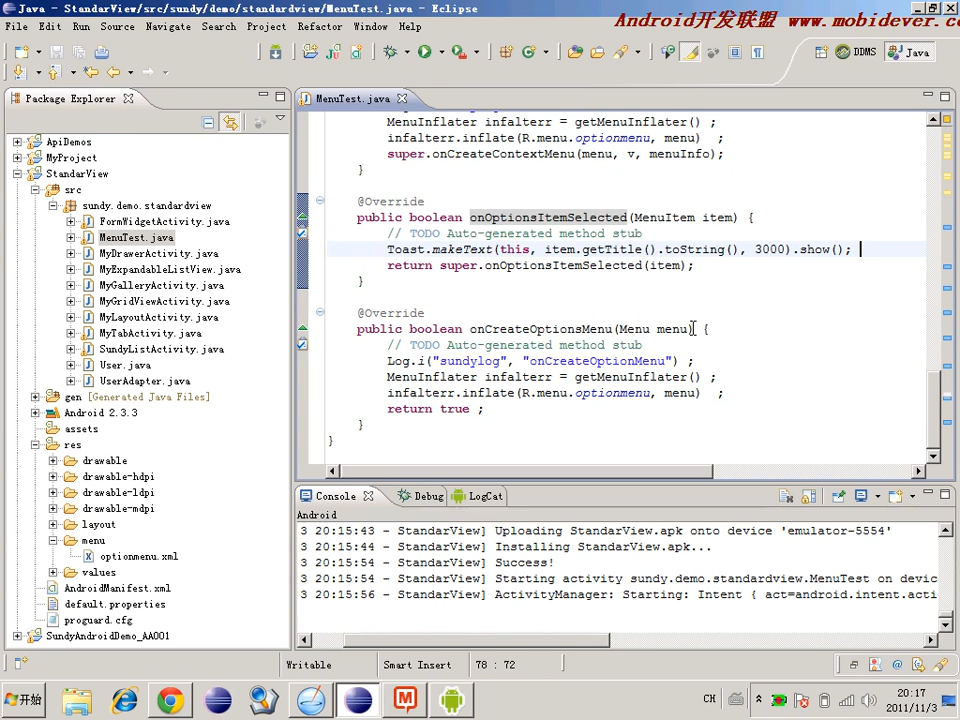 Java - StandarView/src/sundy/demo/standardview/MenuTest.java - Eclipse
Android开发联盟 www.mobidever.co
File Edit Run Source Navigate Search Project Refactor Window Help
DDMS Java
Package Explorer
MenuTest.java
ApiDemos
MyProject
StandarView
src
sundy.demo.standardview
FormWidgetActivity.java
MenuTest.java
MyDrawerActivity.java
MyExpandableListView.java
MyGalleryActivity.java
MyGridViewActivity.java
MyLayoutActivity.java
MyTabActivity.java
SundyListActivity.java
User.java
UserAdapter.java
gen [Generated Java Files]
Android 2.3.3
assets
res
drawable
drawable-hdpi
drawable-ldpi
drawable-mdpi
layout
menu
optionmenu.xml
values
AndroidManifest.xml
default.properties
proguard.cfg
SundyAndroidDemo_AA001
MenuInflater infalterr = getMenuInflater() ;
infalterr.inflate(R.menu.optionmenu, menu) ;
super.onCreateContextMenu(menu, v, menuInfo);
}
@Override
public boolean onOptionsItemSelected(MenuItem item) {
// TODO Auto-generated method stub
Toast.makeText(this, item.getTitle().toString(), 3000).show();
return super.onOptionsItemSelected(item);
}
@Override
public boolean onCreateOptionsMenu(Menu menu) {
// TODO Auto-generated method stub
Log.i("sundylog", "onCreateOptionMenu") ;
MenuInflater infalterr = getMenuInflater() ;
infalterr.inflate(R.menu.optionmenu, menu) ;
return true ;
}
}
Console Debug LogCat
Android
3 20:15:43 - StandarView] Uploading StandarView.apk onto device 'emulator-5554'
3 20:15:44 - StandarView] Installing StandarView.apk...
3 20:15:54 - StandarView] Success!
3 20:15:54 - StandarView] Starting activity sundy.demo.standardview.MenuTest on devic
3 20:15:56 - StandarView] ActivityManager: Starting: Intent { act=android.intent.acti
Writable Smart Insert 78 : 72
开始
CH
20:17
2011/11/3